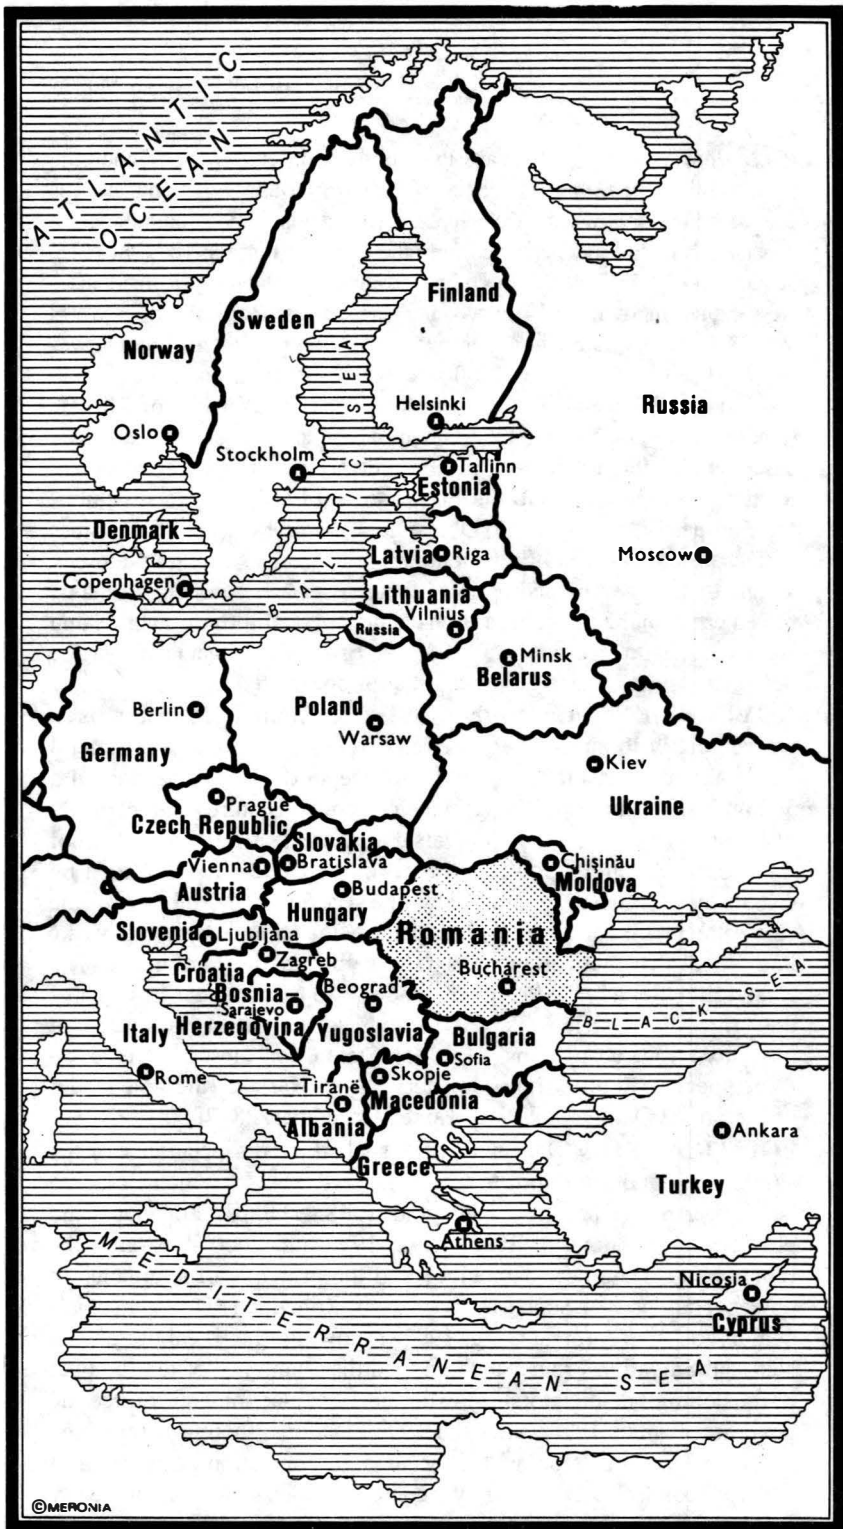 ATLANTIC
OCEAN
Finland
Sweden
Norway
BALTIC SEA
Helsinki
Russia
Oslo
Stockholm
Tallinn
Estonia
Denmark
Latvia
Riga
Moscow
Copenhagen
Lithuania
Vilnius
Russia
Minsk
Belarus
Berlin
Poland
Warsaw
Germany
Kiev
Prague
Ukraine
Czech Republic
Slovakia
Vienna
Bratislava
Chişinău
Moldova
Austria
Budapest
Hungary
Slovenia
Ljubljana
Romania
Zagreb
Croatia
Bucharest
Bosnia–
Beograd
Sarajevo
Herzegovina
BLACK SEA
Italy
Yugoslavia
Bulgaria
Sofia
Rome
Skopje
Tiranë
Macedonia
Albania
Ankara
Greece
Turkey
Athens
MEDITERRANEAN SEA
Nicosia
Cyprus
©MERONIA